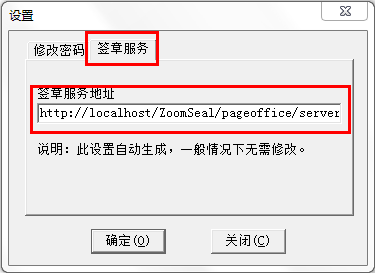 设置
修改密码 签章服务
签章服务地址
http://localhost/ZoomSeal/pageoffice/server
说明：此设置自动生成，一般情况下无需修改。
确定(O) 关闭(C)